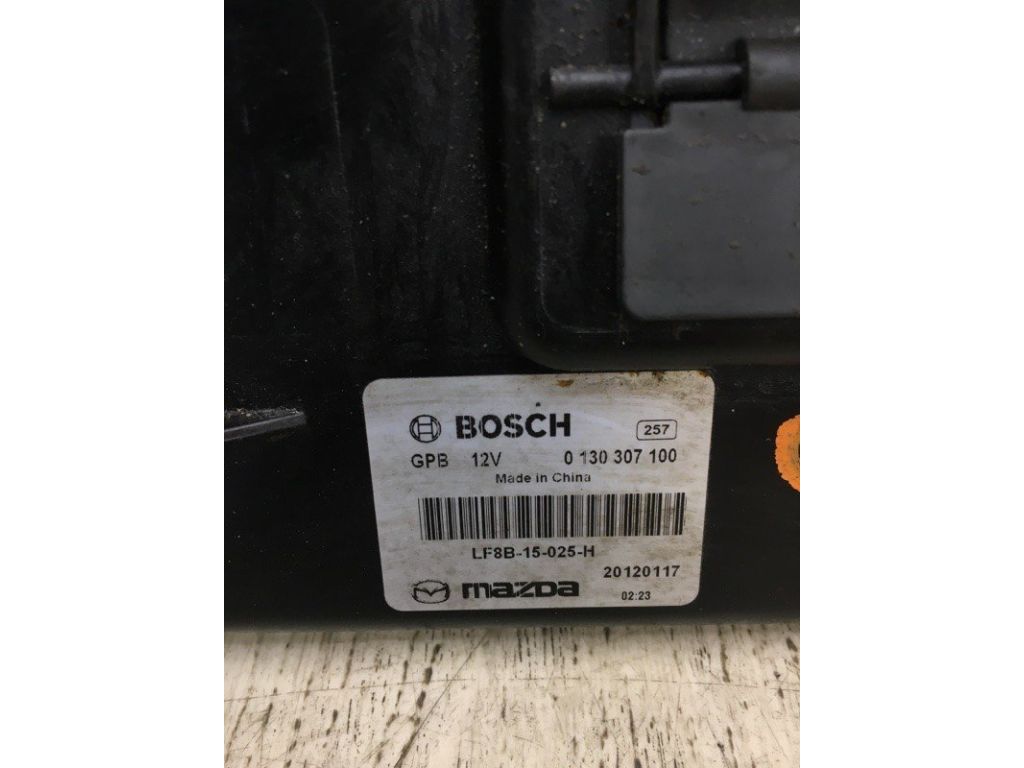 BOSCH 257
GPB 12V 0 130 307 100
Made in China
LF8B-15-025-H
20120117
mazda 02:23